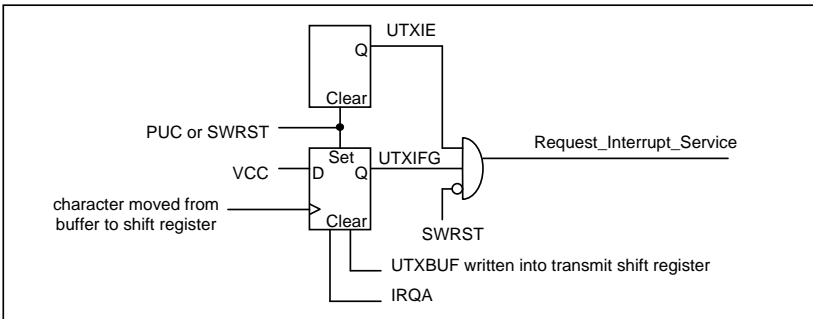 UTXIE
Q
Clear
PUC or SWRST
Set
UTXIFG
Request_Interrupt_Service
VCC
D
Q
character moved from
buffer to shift register
Clear
SWRST
UTXBUF written into transmit shift register
IRQA